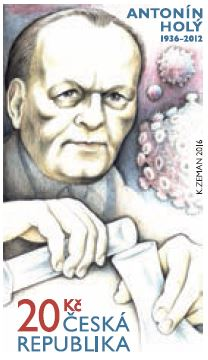 ANTONÍN
HOLÝ
1936–2012
K.ZEMAN 2016
20 Kč
ČESKÁ
REPUBLIKA